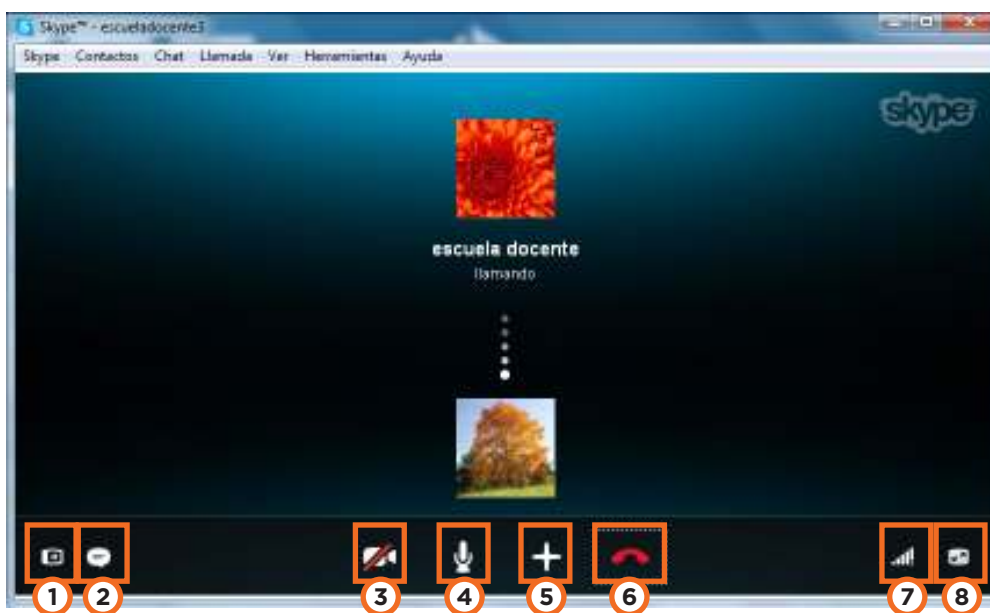 Skype™ - escueladocente3
Skype Contactos Chat Llamada Ver Herramientas Ayuda
skype
escuela docente
llamando
1 2 3 4 5 6 7 8